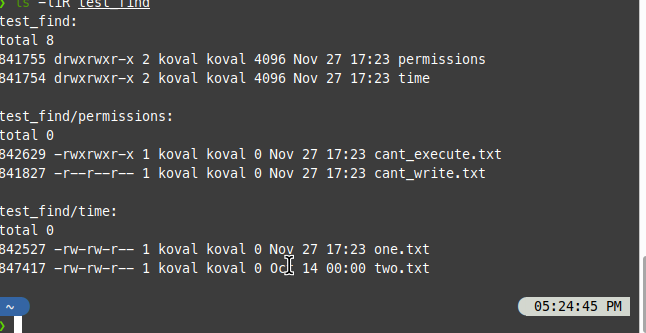 ❯ ls -liR test_find
test_find:
total 8
841755 drwxrwxr-x 2 koval koval 4096 Nov 27 17:23 permissions
841754 drwxrwxr-x 2 koval koval 4096 Nov 27 17:23 time
test_find/permissions:
total 0
842629 -rwxrwxr-x 1 koval koval 0 Nov 27 17:23 cant_execute.txt
841827 -r--r--r-- 1 koval koval 0 Nov 27 17:23 cant_write.txt
test_find/time:
total 0
842527 -rw-rw-r-- 1 koval koval 0 Nov 27 17:23 one.txt
847417 -rw-rw-r-- 1 koval koval 0 Oct 14 00:00 two.txt
~ 05:24:45 PM
❯